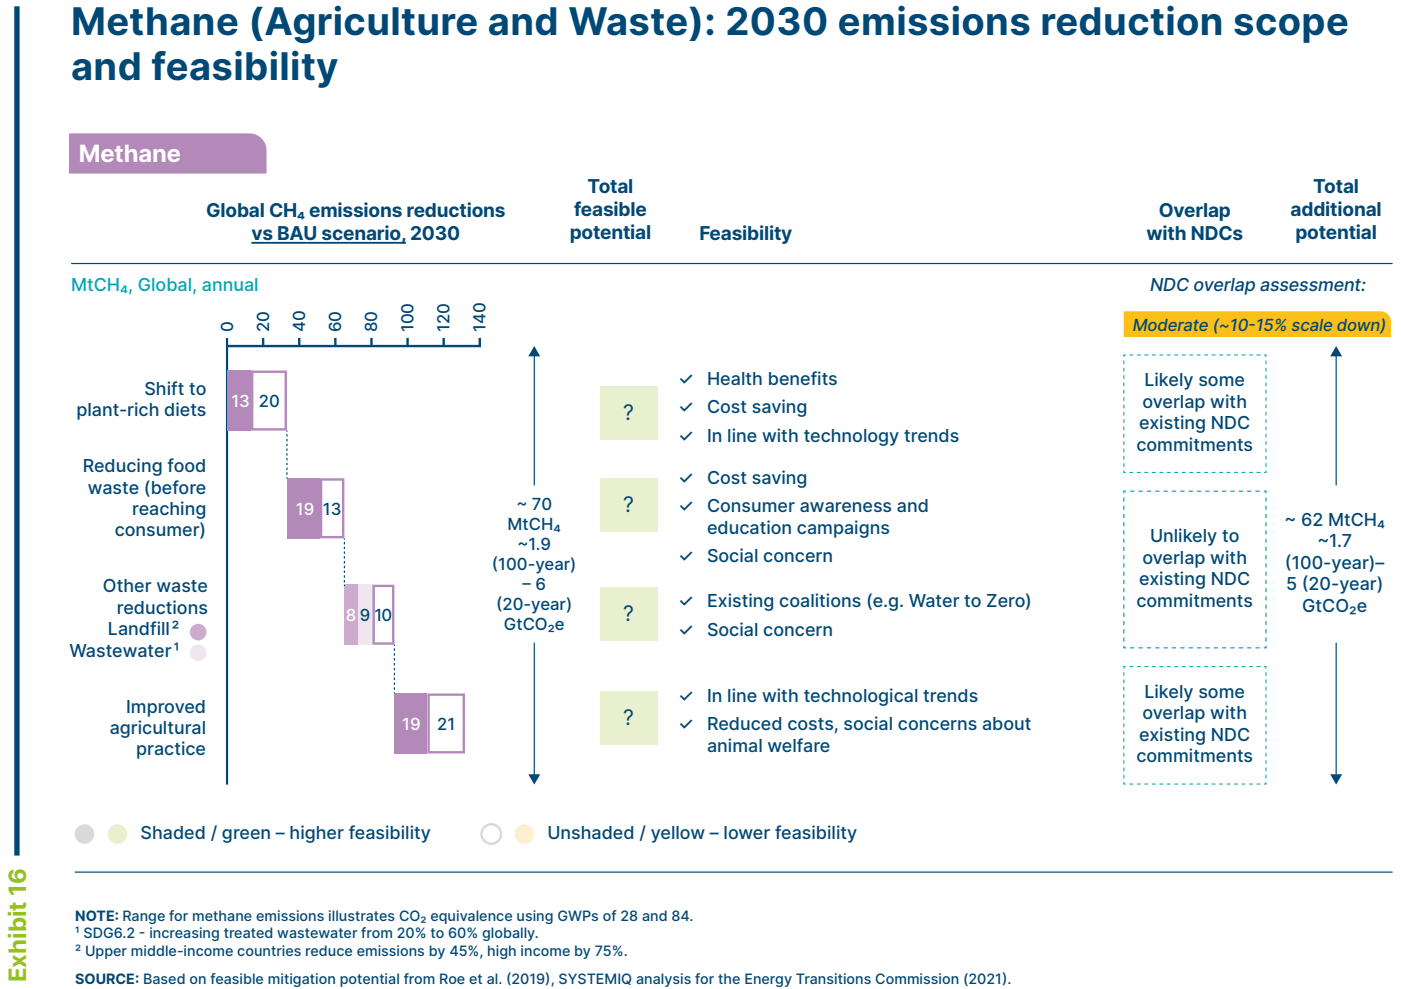 Methane (Agriculture and Waste): 2030 emissions reduction scope
and feasibility
Methane
Global CH₄ emissions reductions
vs BAU scenario, 2030
Total
feasible
potential
Feasibility
Overlap
with NDCs
Total
additional
potential
MtCH₄, Global, annual
NDC overlap assessment:
Moderate (~10-15% scale down)
0
20
40
60
80
100
120
140
Shift to
plant-rich diets
13
20
?
Health benefits
Cost saving
In line with technology trends
Likely some
overlap with
existing NDC
commitments
Reducing food
waste (before
reaching
consumer)
19
13
?
Cost saving
Consumer awareness and
education campaigns
Social concern
~ 70
MtCH₄
~1.9
(100-year)
– 6
(20-year)
GtCO₂e
Unlikely to
overlap with
existing NDC
commitments
~ 62 MtCH₄
~1.7
(100-year)–
5 (20-year)
GtCO₂e
Other waste
reductions
Landfill²
Wastewater¹
8
9
10
?
Existing coalitions (e.g. Water to Zero)
Social concern
Improved
agricultural
practice
19
21
?
In line with technological trends
Reduced costs, social concerns about
animal welfare
Likely some
overlap with
existing NDC
commitments
Shaded / green – higher feasibility
Unshaded / yellow – lower feasibility
Exhibit 16
NOTE: Range for methane emissions illustrates CO₂ equivalence using GWPs of 28 and 84.
¹ SDG6.2 - increasing treated wastewater from 20% to 60% globally.
² Upper middle-income countries reduce emissions by 45%, high income by 75%.
SOURCE: Based on feasible mitigation potential from Roe et al. (2019), SYSTEMIQ analysis for the Energy Transitions Commission (2021).